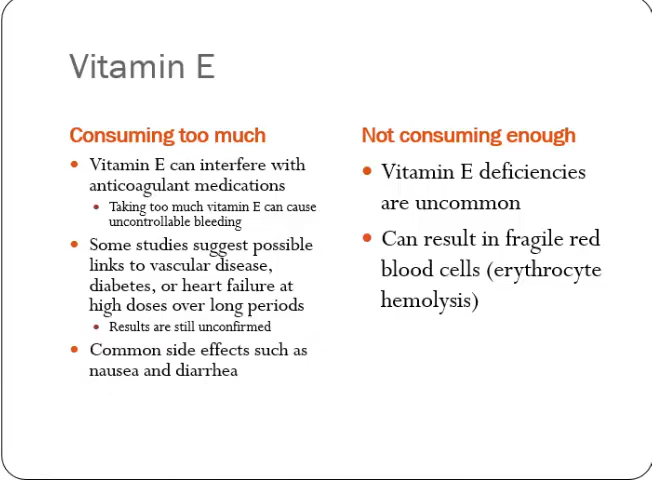 Vitamin E
Consuming too much
• Vitamin E can interfere with
anticoagulant medications
• Taking too much vitamin E can cause
uncontrollable bleeding
• Some studies suggest possible
links to vascular disease,
diabetes, or heart failure at
high doses over long periods
• Results are still unconfirmed
• Common side effects such as
nausea and diarrhea
Not consuming enough
• Vitamin E deficiencies
are uncommon
• Can result in fragile red
blood cells (erythrocyte
hemolysis)